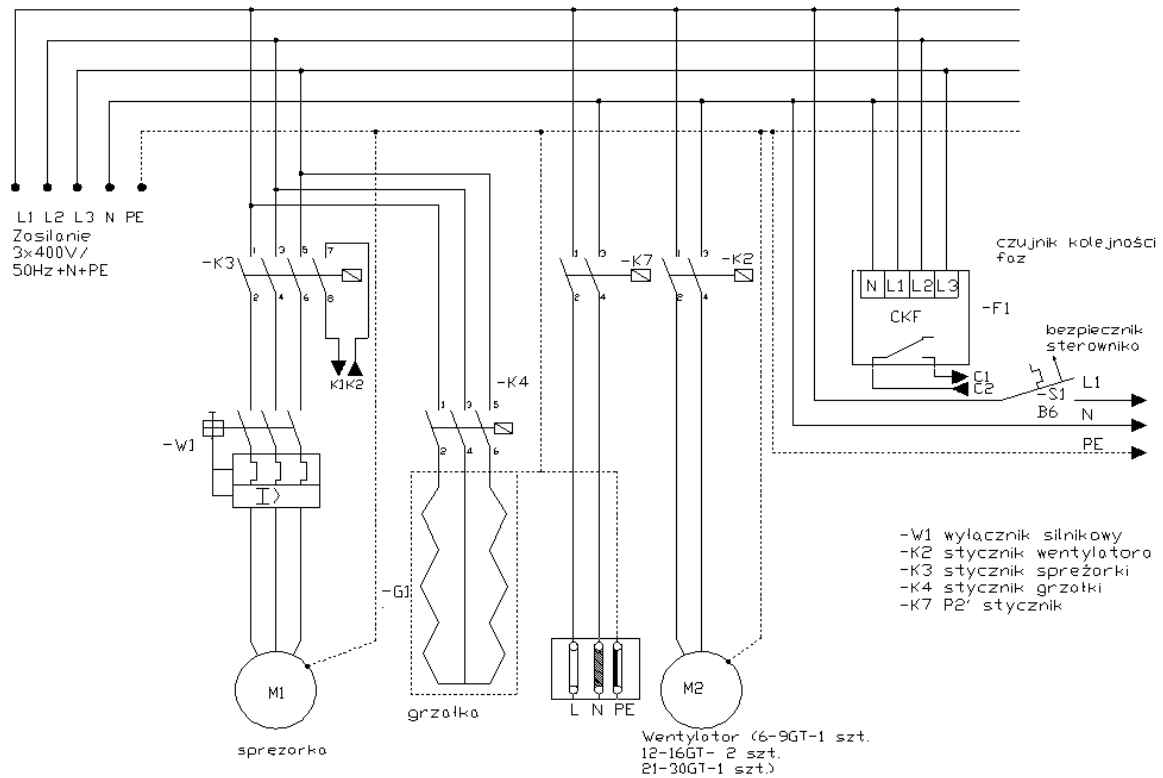 L1 L2 L3 N PE
Zasilanie
3x400V/
50Hz+N+PE
-K3
1 3 5 7
2 4 6 8
K1 K2
-K4
1 3 5
2 4 6
-W1
I>
-G1
M1
sprężarka
grzałka
-K7
1 3
2 4
-K2
1 3
2 4
L N PE
M2
Wentylator (6-9GT-1 szt.
12-16GT- 2 szt.
21-30GT-1 szt.)
czujnik kolejności
faz
N L1 L2 L3
CKF
-F1
C1
C2
bezpiecznik
sterownika
-S1
B6
L1
N
PE
-W1 wyłącznik silnikowy
-K2 stycznik wentylatora
-K3 stycznik sprężarki
-K4 stycznik grzałki
-K7 P2' stycznik